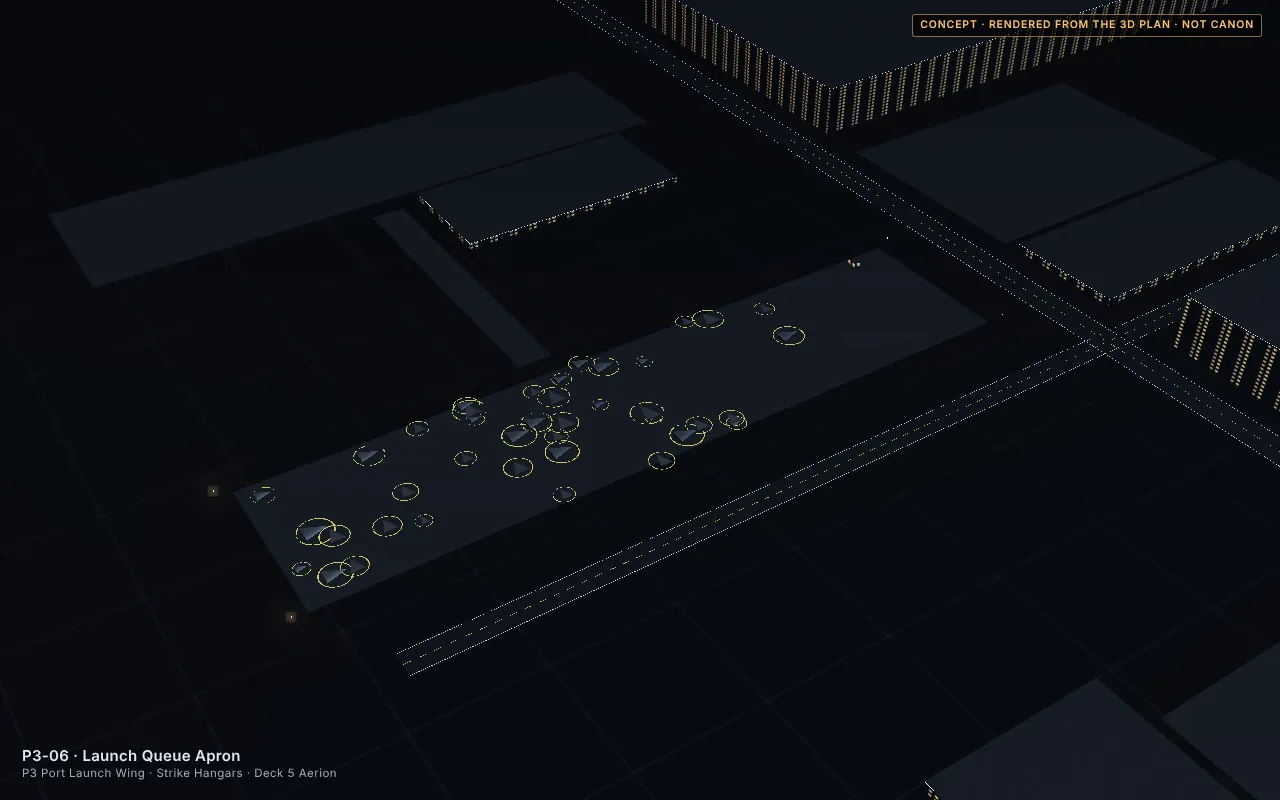 CONCEPT · RENDERED FROM THE 3D PLAN · NOT CANON
P3-06 · Launch Queue Apron
P3 Port Launch Wing · Strike Hangars · Deck 5 Aerion